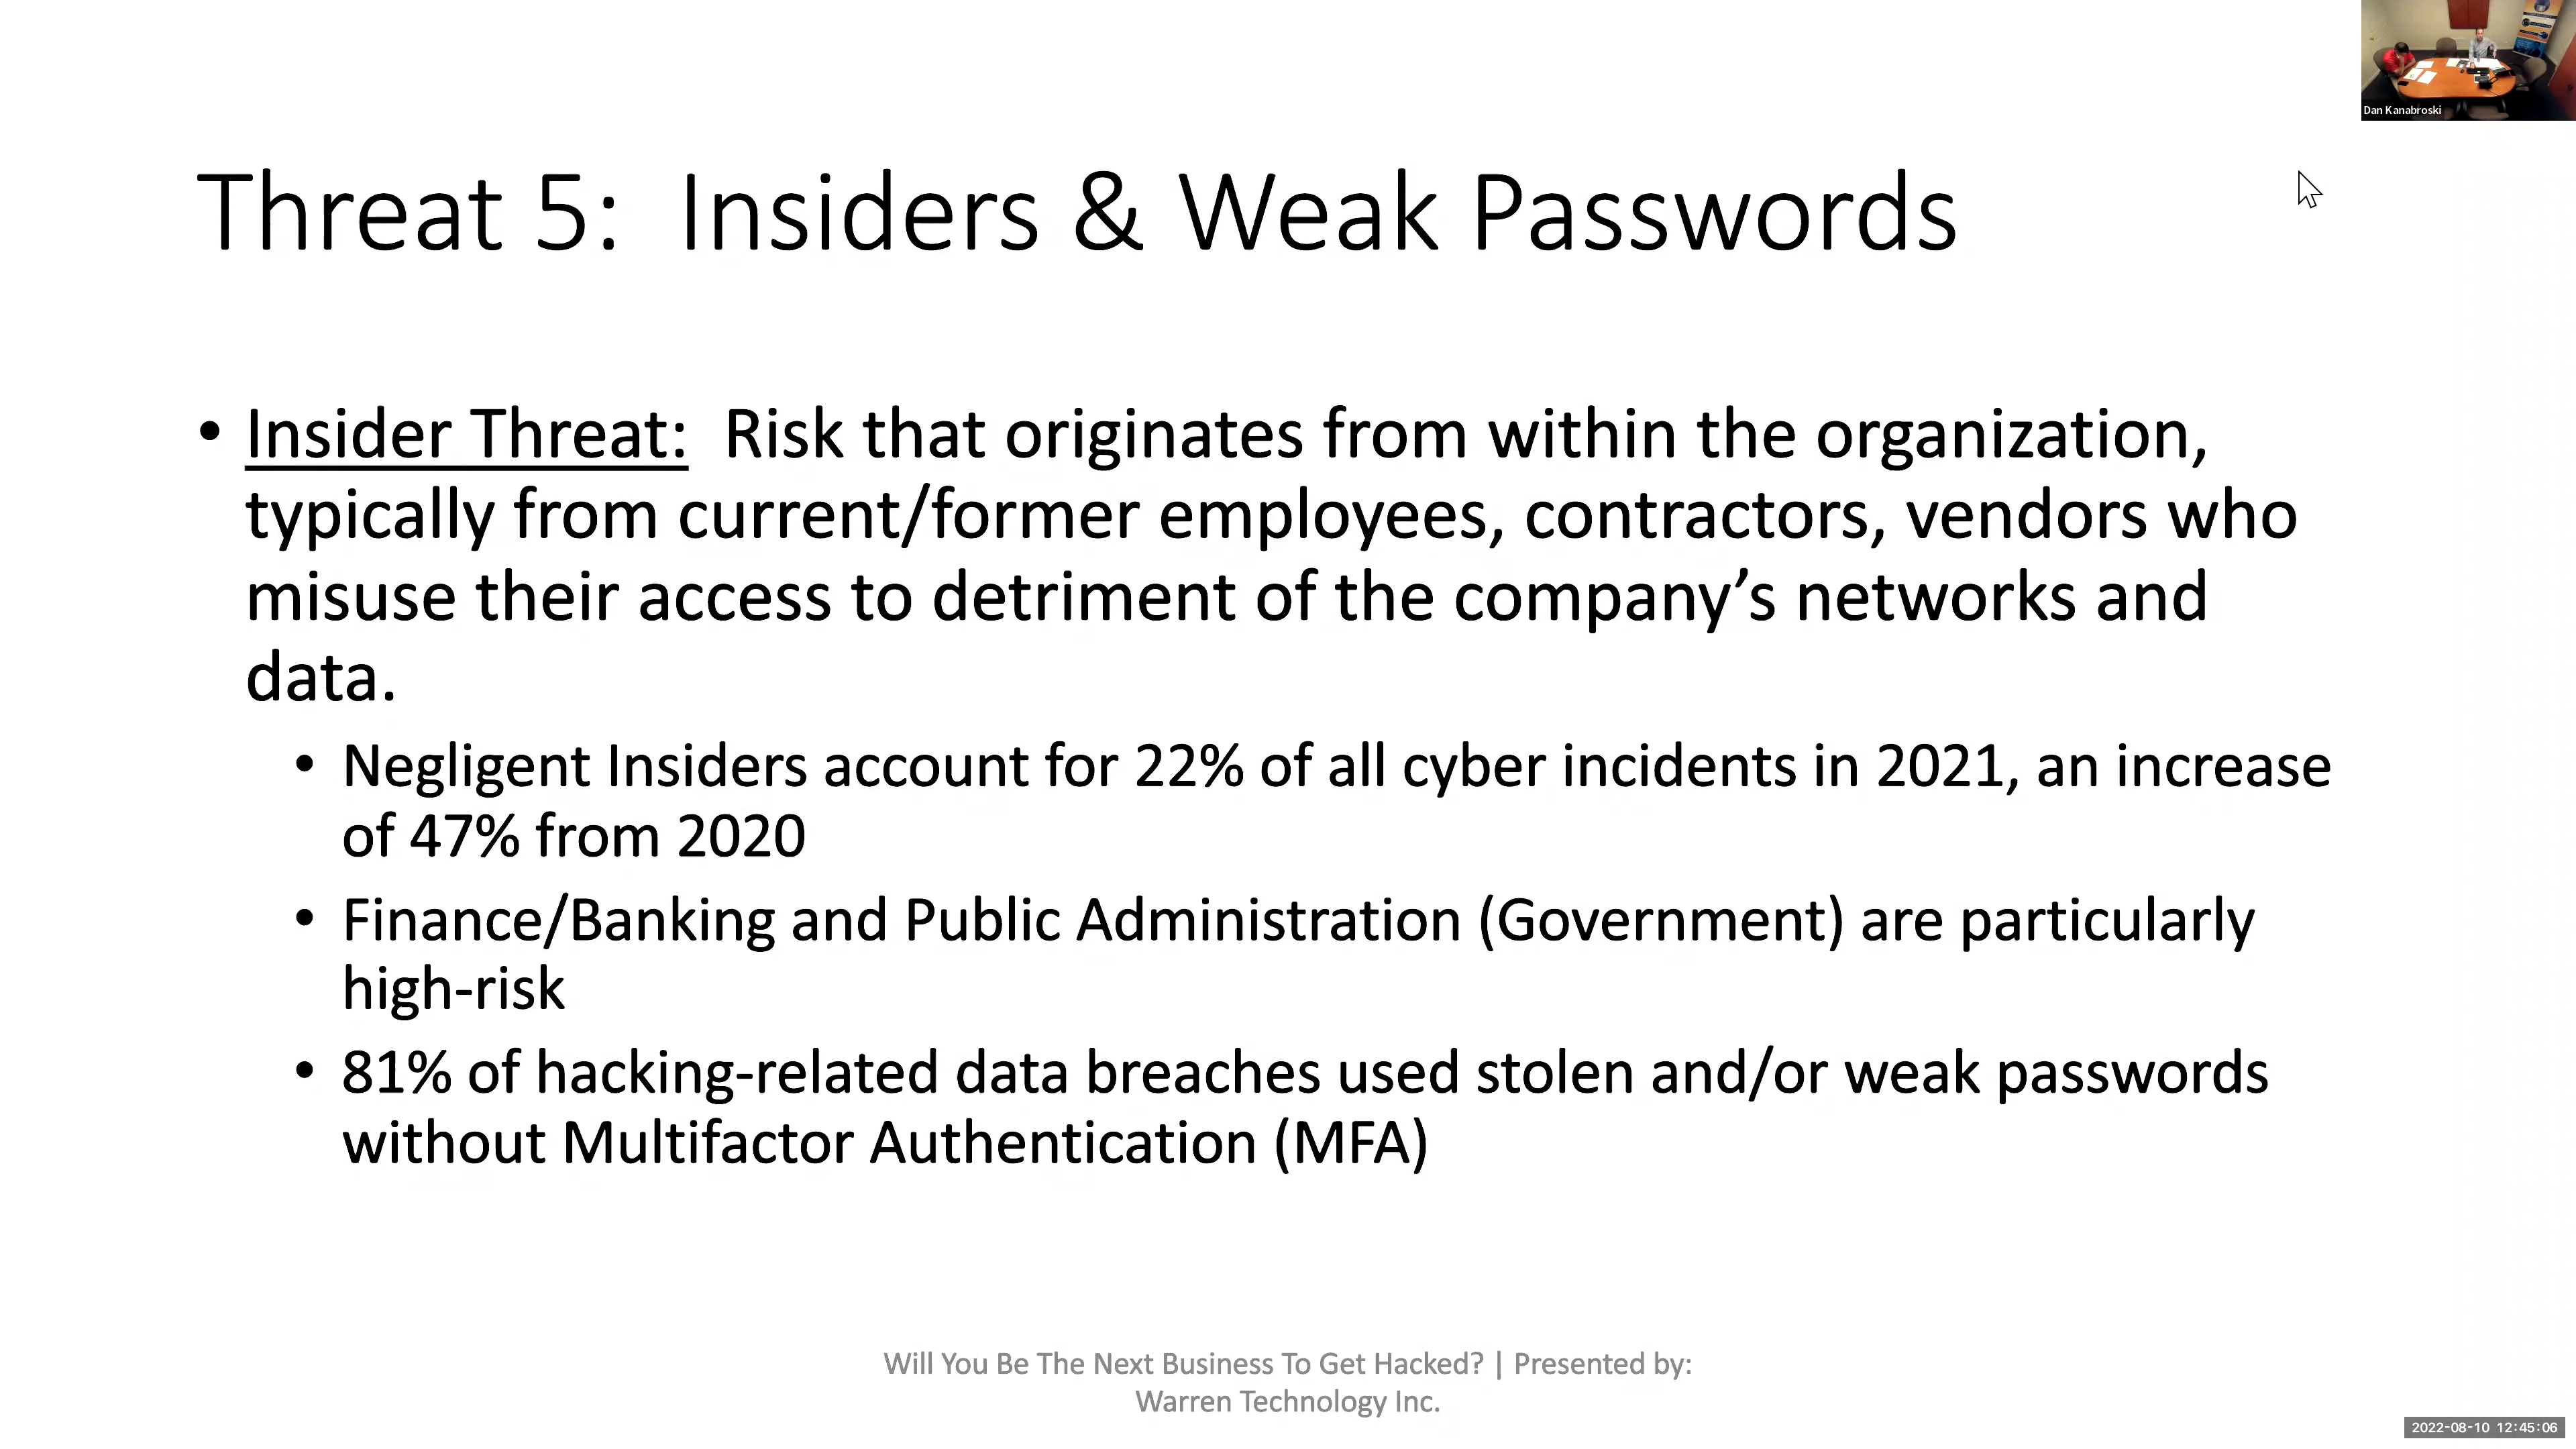 Dan Kanabroski
Threat 5:  Insiders & Weak Passwords
• Insider Threat:  Risk that originates from within the organization,
typically from current/former employees, contractors, vendors who
misuse their access to detriment of the company’s networks and
data.
• Negligent Insiders account for 22% of all cyber incidents in 2021, an increase
of 47% from 2020
• Finance/Banking and Public Administration (Government) are particularly
high-risk
• 81% of hacking-related data breaches used stolen and/or weak passwords
without Multifactor Authentication (MFA)
Will You Be The Next Business To Get Hacked? | Presented by:
Warren Technology Inc.
2022-08-10 12:45:06